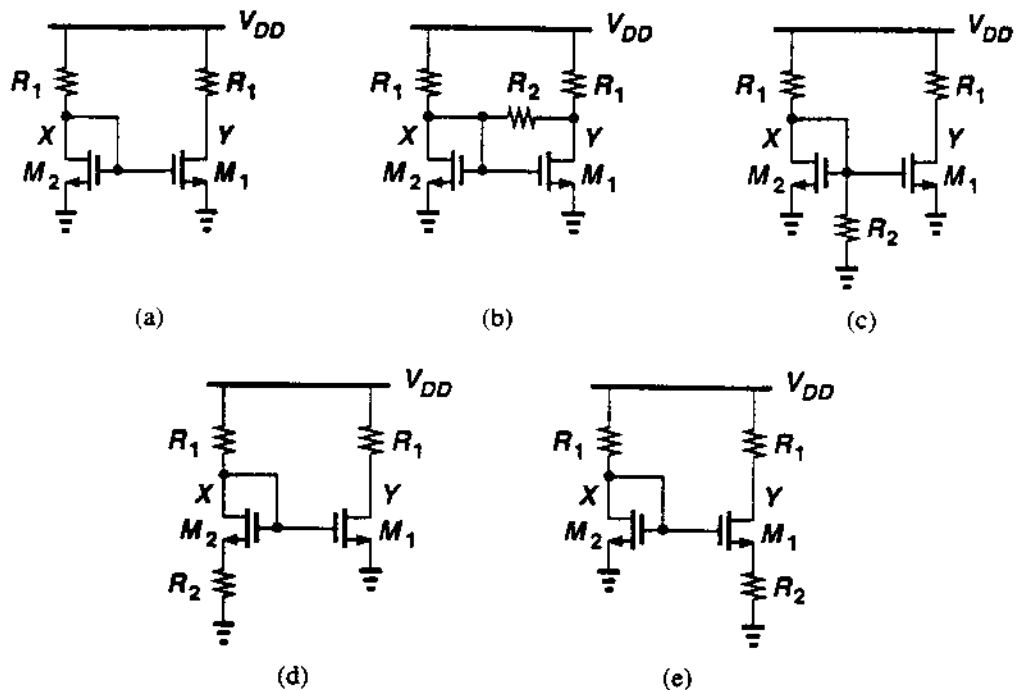 V_DD V_DD V_DD
R_1 R_1 R_1 R_2 R_1 R_1 R_1
X Y X Y X Y
M_2 M_1 M_2 M_1 M_2 M_1
R_2
(a) (b) (c)
V_DD V_DD
R_1 R_1 R_1 R_1
X Y X Y
M_2 M_1 M_2 M_1
R_2 R_2
(d) (e)